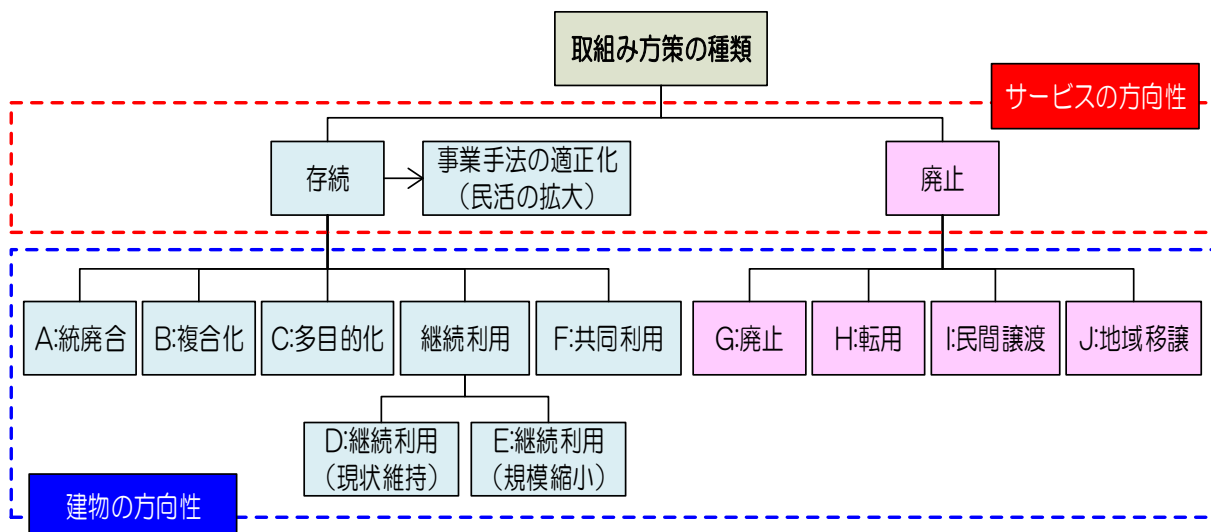 取組み方策の種類
サービスの方向性
存続
事業手法の適正化
（民活の拡大）
廃止
A:統廃合
B:複合化
C:多目的化
継続利用
F:共同利用
G:廃止
H:転用
I:民間譲渡
J:地域移譲
D:継続利用
（現状維持）
E:継続利用
（規模縮小）
建物の方向性